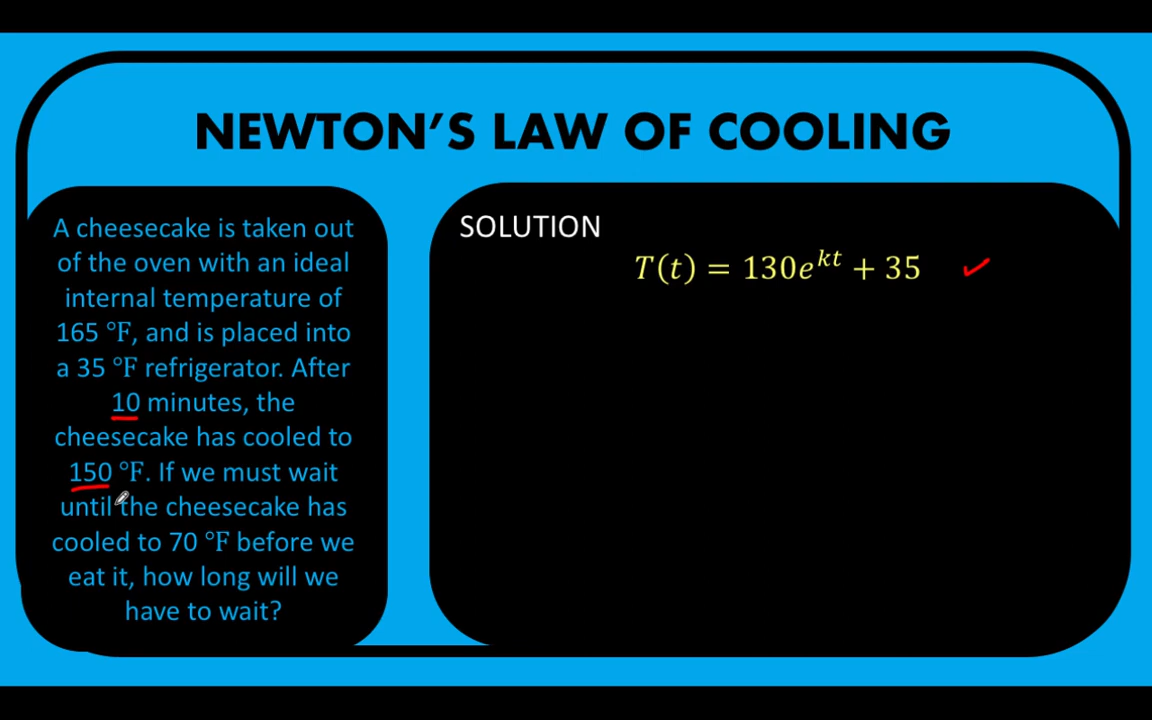 NEWTON'S LAW OF COOLING
A cheesecake is taken out
of the oven with an ideal
internal temperature of
165 °F, and is placed into
a 35 °F refrigerator. After
10 minutes, the
cheesecake has cooled to
150 °F. If we must wait
until the cheesecake has
cooled to 70 °F before we
eat it, how long will we
have to wait?
SOLUTION
T(t) = 130e^{kt} + 35 ✓